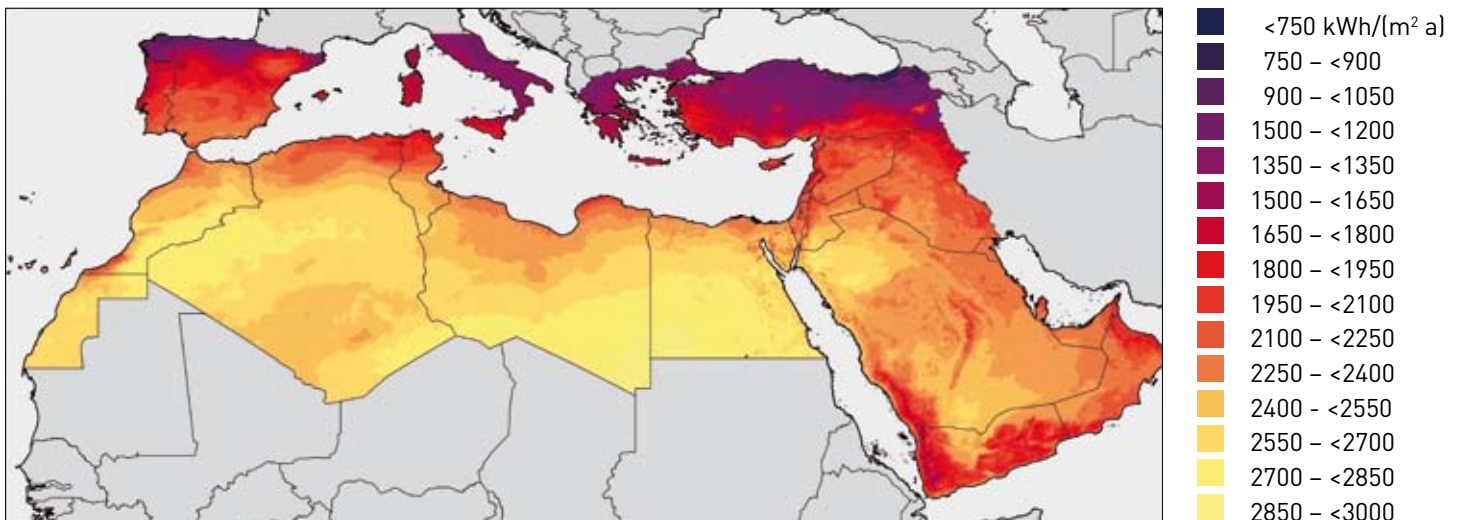 <750 kWh/(m² a)
750 – <900
900 – <1050
1500 – <1200
1350 – <1350
1500 – <1650
1650 – <1800
1800 – <1950
1950 – <2100
2100 – <2250
2250 – <2400
2400 - <2550
2550 – <2700
2700 – <2850
2850 – <3000